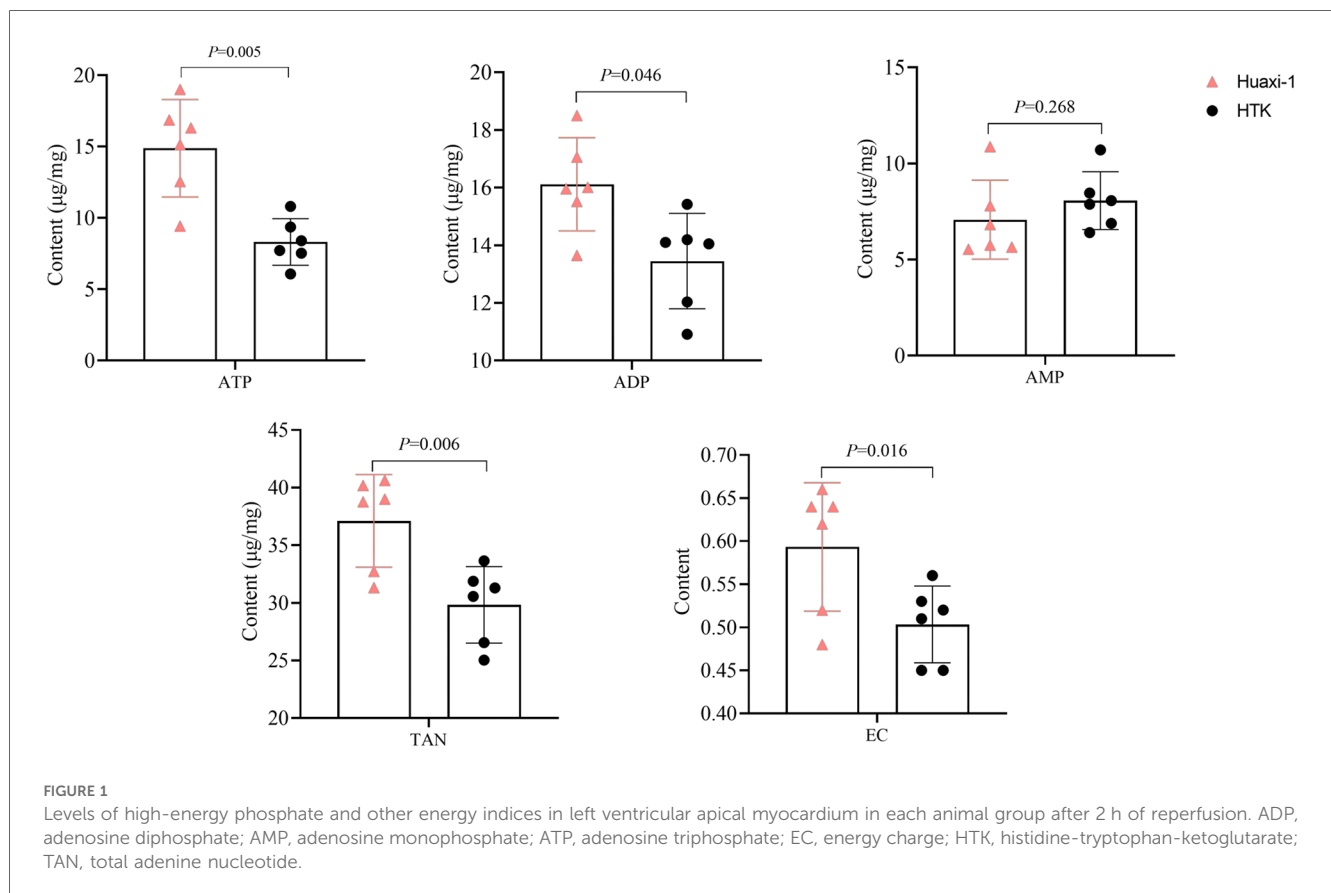 P=0.005
20
15
10
5
0
Content (µg/mg)
ATP
P=0.046
20
18
16
14
12
10
Content (µg/mg)
ADP
P=0.268
15
10
5
0
Content (µg/mg)
AMP
Huaxi-1
HTK
P=0.006
45
40
35
30
25
20
Content (µg/mg)
TAN
P=0.016
0.70
0.65
0.60
0.55
0.50
0.45
0.40
Content
EC
FIGURE 1
Levels of high-energy phosphate and other energy indices in left ventricular apical myocardium in each animal group after 2 h of reperfusion. ADP,
adenosine diphosphate; AMP, adenosine monophosphate; ATP, adenosine triphosphate; EC, energy charge; HTK, histidine-tryptophan-ketoglutarate;
TAN, total adenine nucleotide.